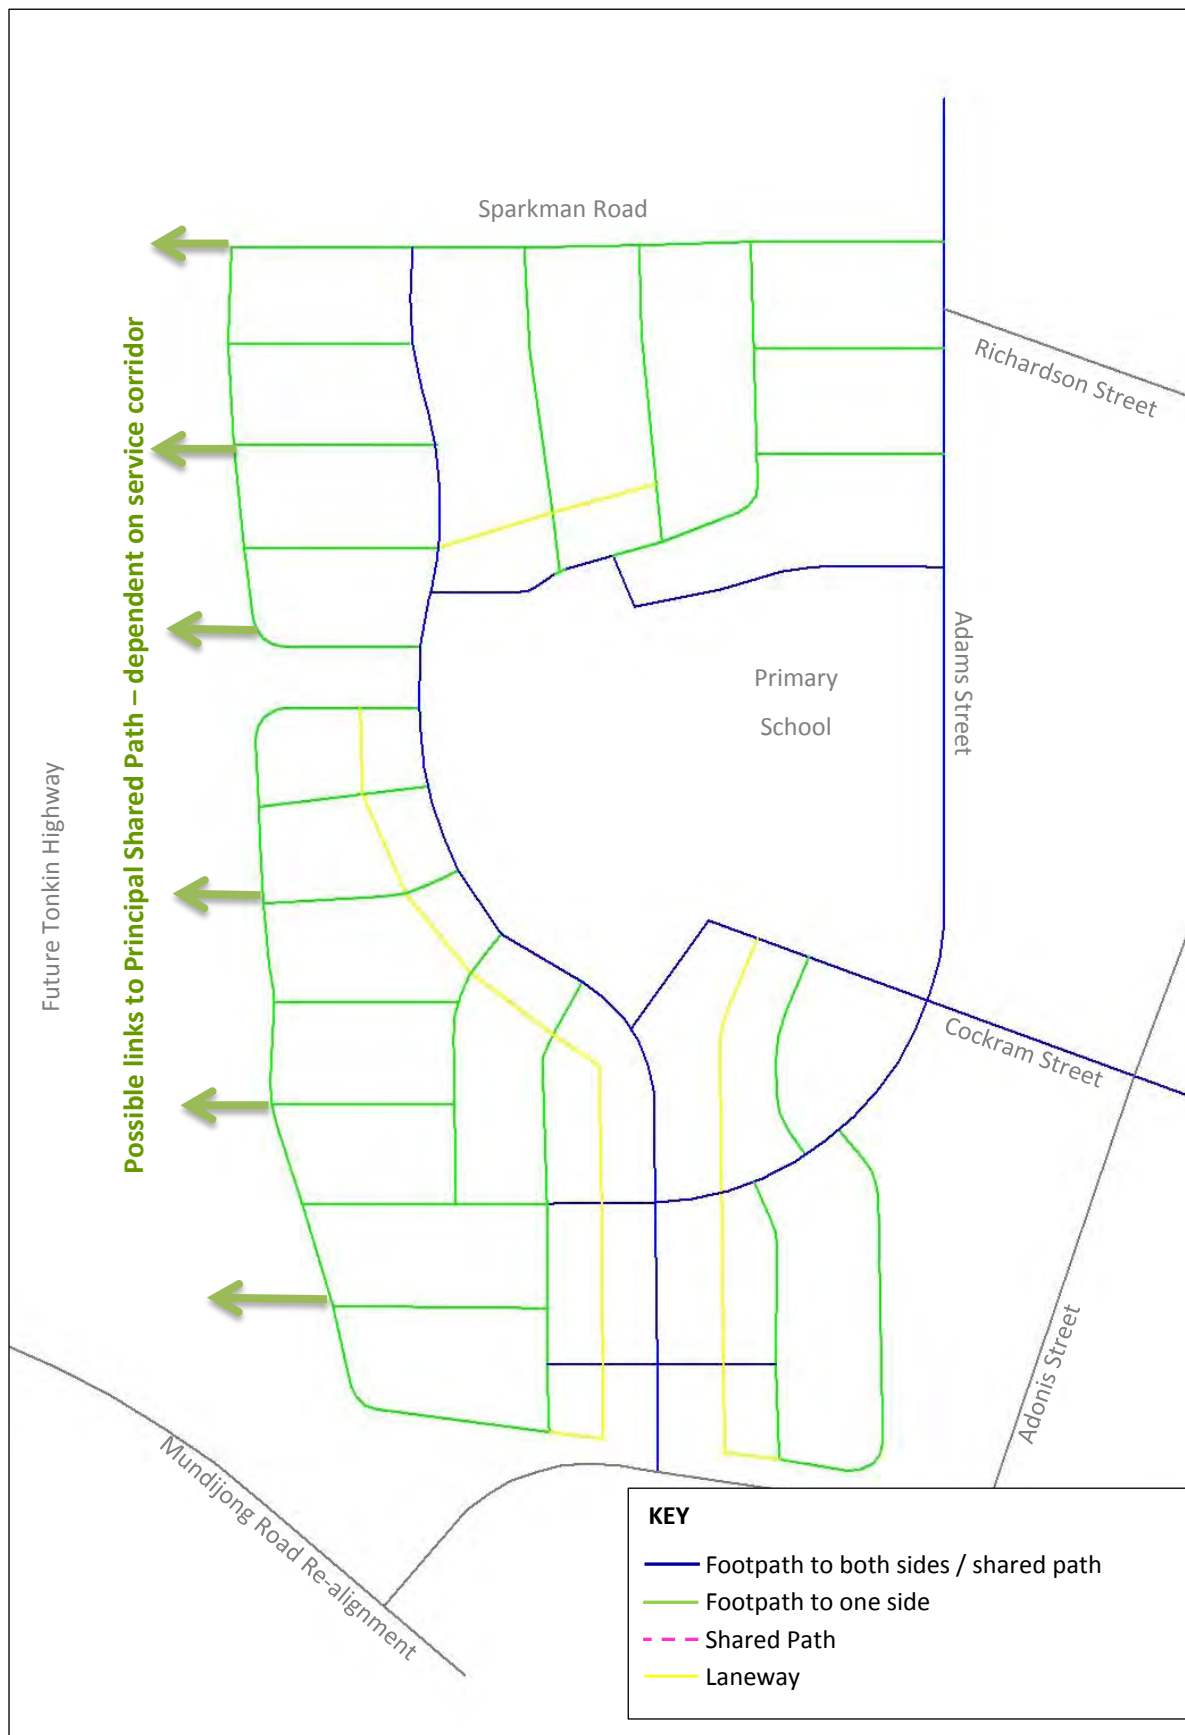 Sparkman Road
Richardson Street
Possible links to Principal Shared Path – dependent on service corridor
Adams Street
Primary
School
Future Tonkin Highway
Cockram Street
Adonis Street
Mundijong Road Re-alignment
KEY
Footpath to both sides / shared path
Footpath to one side
Shared Path
Laneway